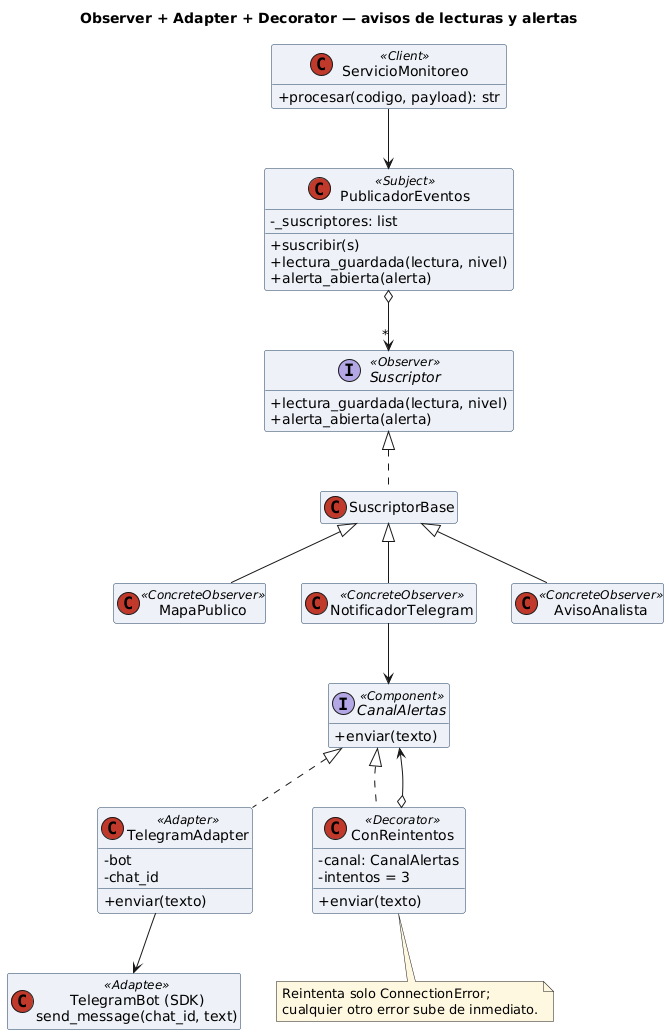 Observer + Adapter + Decorator — avisos de lecturas y alertas
C
«Client»
ServicioMonitoreo
+procesar(codigo, payload): str
C
«Subject»
PublicadorEventos
-_suscriptores: list
+suscribir(s)
+lectura_guardada(lectura, nivel)
+alerta_abierta(alerta)
*
I
«Observer»
Suscriptor
+lectura_guardada(lectura, nivel)
+alerta_abierta(alerta)
C
SuscriptorBase
C
«ConcreteObserver»
MapaPublico
C
«ConcreteObserver»
NotificadorTelegram
C
«ConcreteObserver»
AvisoAnalista
I
«Component»
CanalAlertas
+enviar(texto)
C
«Adapter»
TelegramAdapter
-bot
-chat_id
+enviar(texto)
C
«Decorator»
ConReintentos
-canal: CanalAlertas
-intentos = 3
+enviar(texto)
C
«Adaptee»
TelegramBot (SDK)
send_message(chat_id, text)
Reintenta solo ConnectionError;
cualquier otro error sube de inmediato.